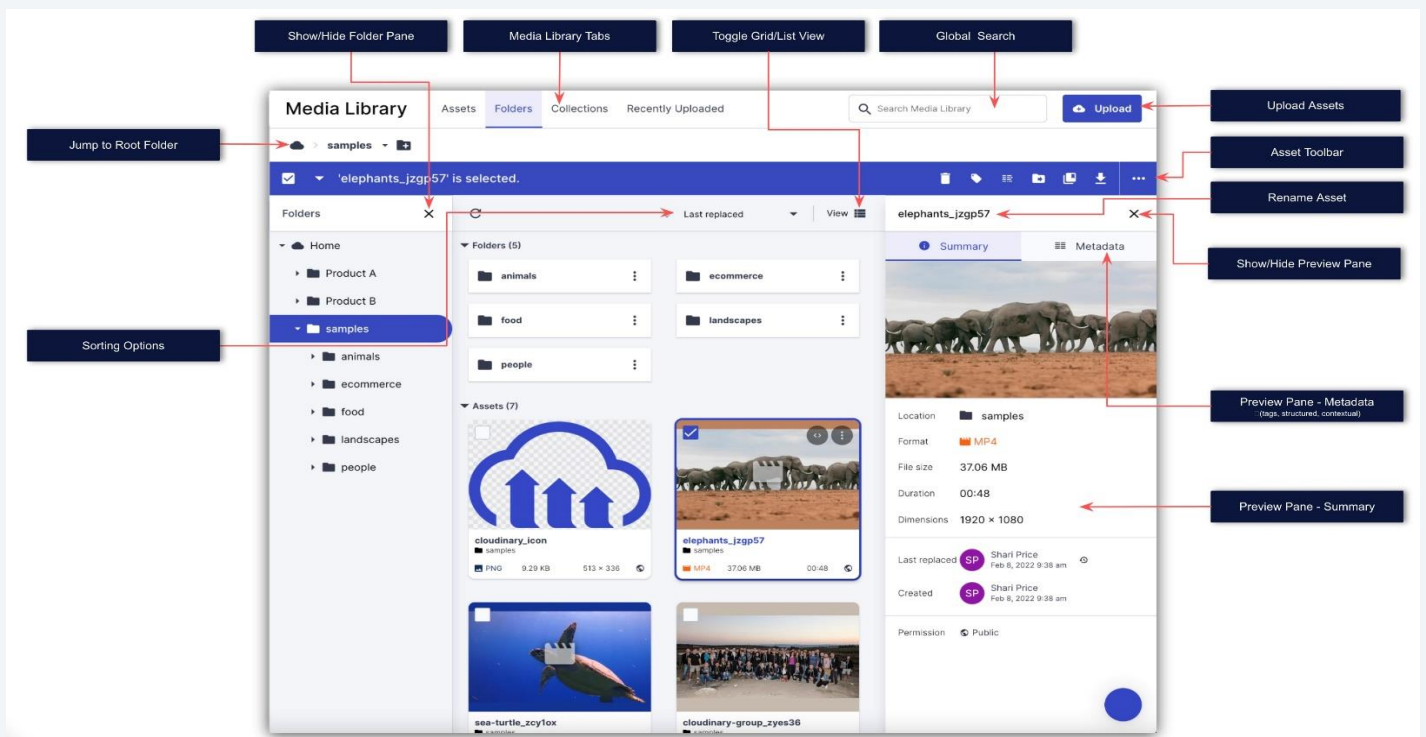 Show/Hide Folder Pane
Media Library Tabs
Toggle Grid/List View
Global Search
Media Library
Assets
Folders
Collections
Recently Uploaded
Search Media Library
Upload
Upload Assets
Jump to Root Folder
samples
Asset Toolbar
'elephants_jzgp57' is selected.
Rename Asset
Folders
Last replaced
View
elephants_jzgp57
Home
Folders (5)
Summary
Metadata
Show/Hide Preview Pane
Product A
animals
ecommerce
Product B
samples
food
landscapes
Sorting Options
animals
people
ecommerce
Assets (7)
Preview Pane - Metadata
(tags, structured, contextual)
food
Location samples
landscapes
Format MP4
people
File size 37.06 MB
Duration 00:48
Preview Pane - Summary
Dimensions 1920 × 1080
cloudinary_icon
samples
PNG 9.29 KB 513 × 336
elephants_jzgp57
samples
MP4 37.06 MB 00:48
Last replaced SP Shari Price
Feb 8, 2022 9:38 am
Created SP Shari Price
Feb 8, 2022 9:38 am
Permission Public
sea-turtle_zcy1ox
samples
cloudinary-group_zyes36
samples